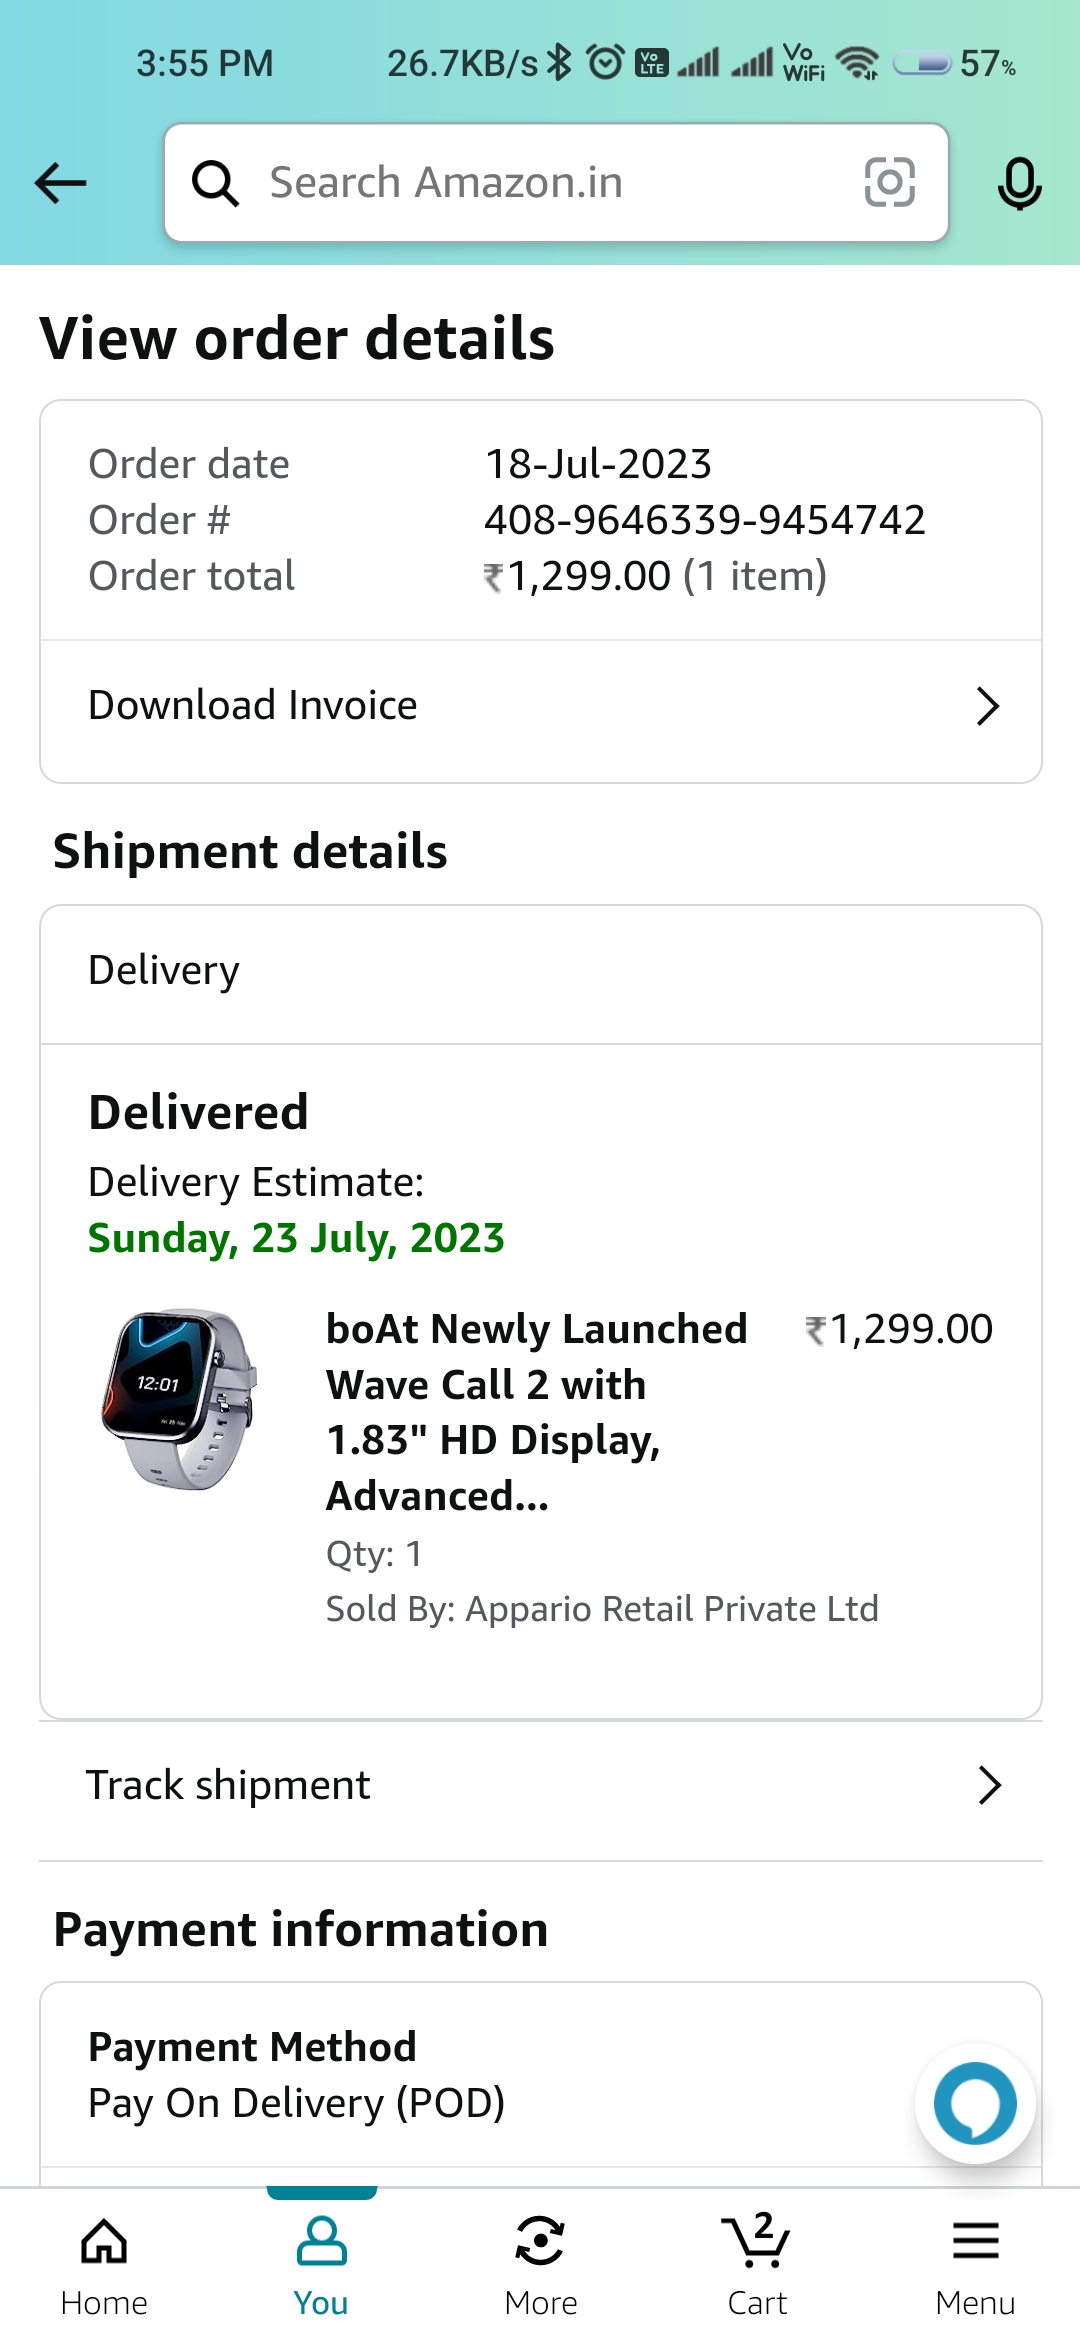 3:55 PM 26.7KB/s Vo LTE Vo WiFi 57%
Search Amazon.in
View order details
Order date 18-Jul-2023
Order # 408-9646339-9454742
Order total ₹1,299.00 (1 item)
Download Invoice
Shipment details
Delivery
Delivered
Delivery Estimate:
Sunday, 23 July, 2023
12:01
boAt Newly Launched ₹1,299.00
Wave Call 2 with
1.83" HD Display,
Advanced...
Qty: 1
Sold By: Appario Retail Private Ltd
Track shipment
Payment information
Payment Method
Pay On Delivery (POD)
2
Home You More Cart Menu